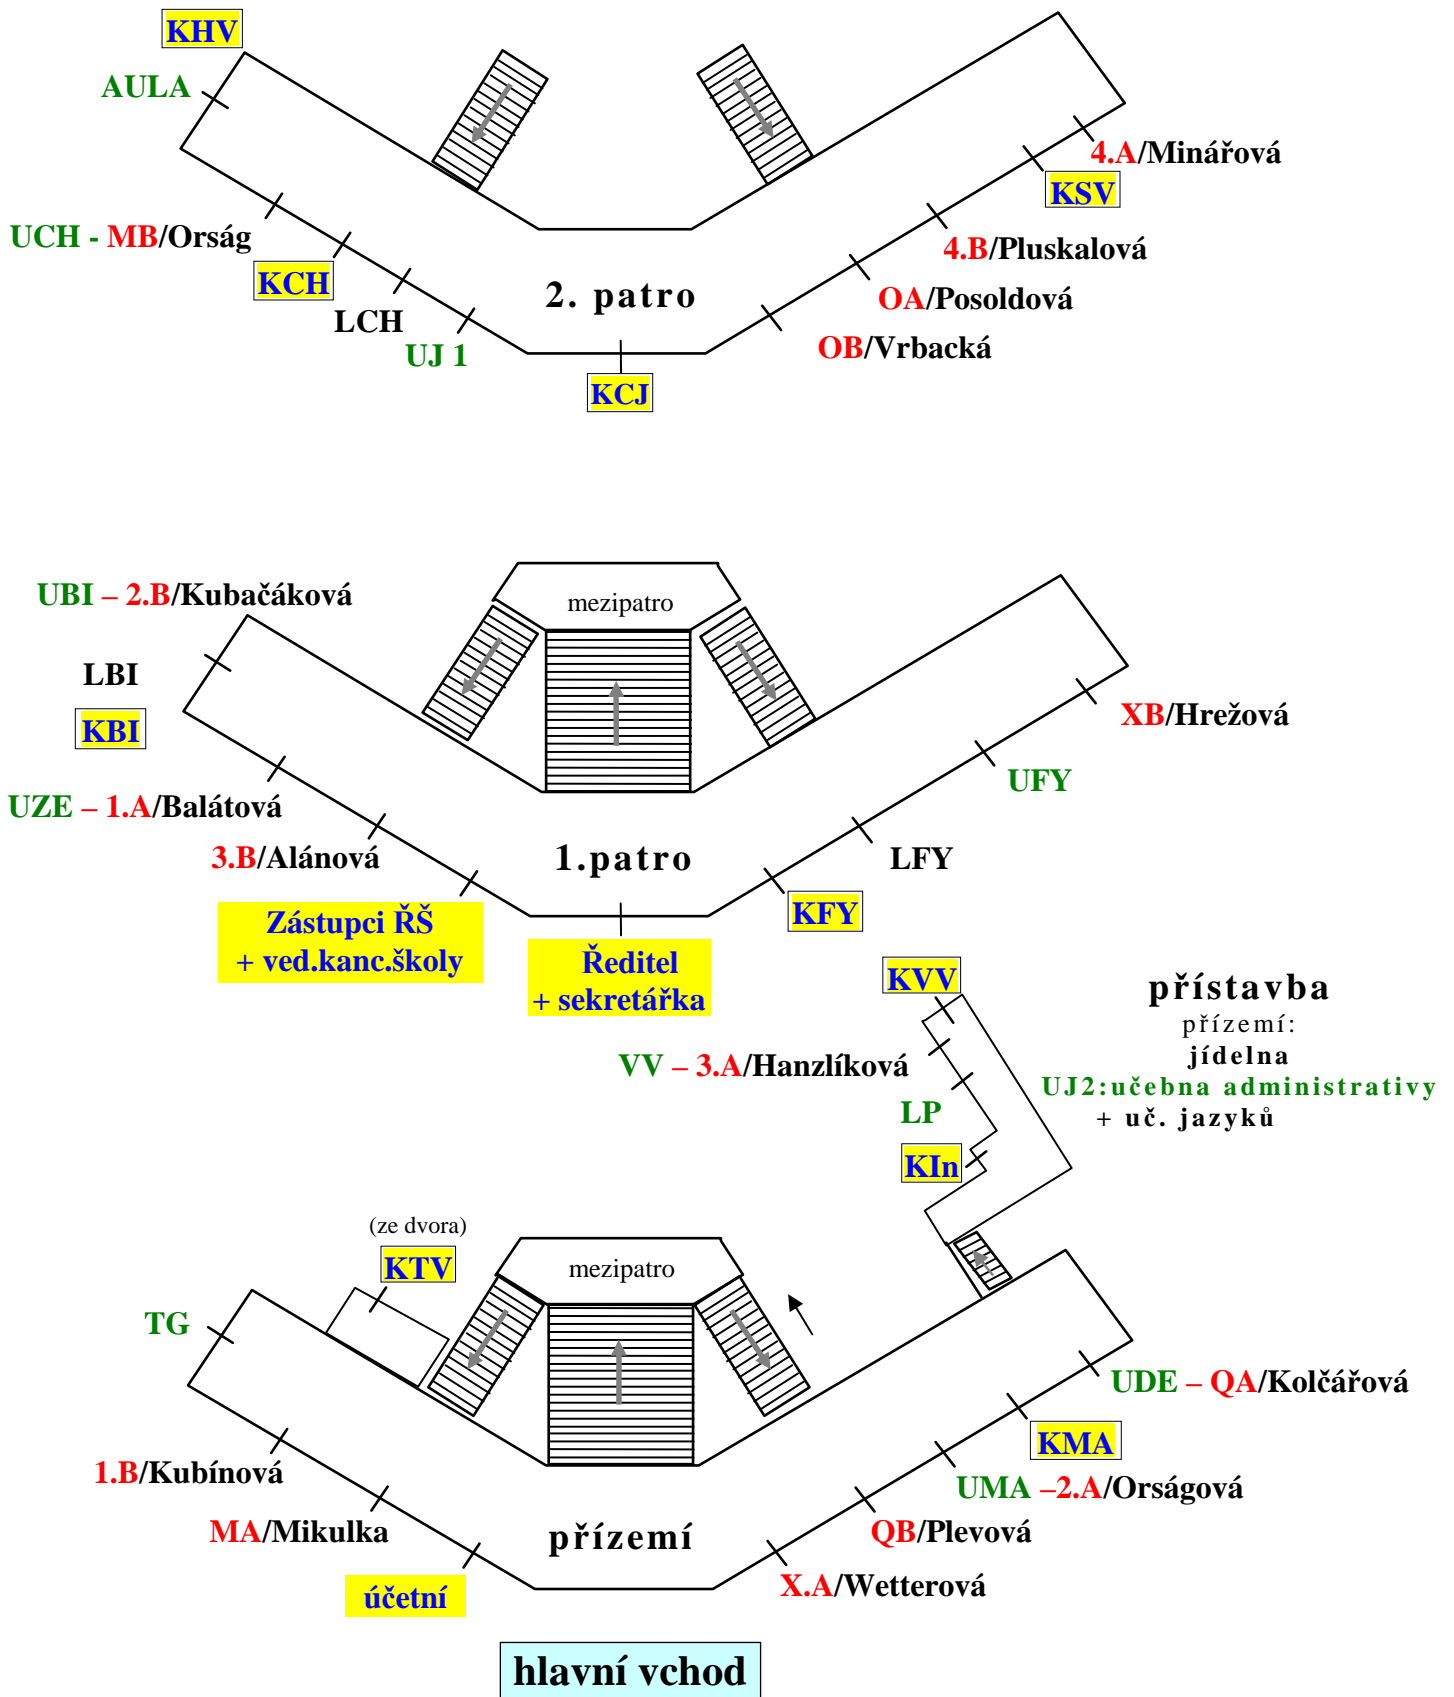 KHV
AULA
4.A/Minářová
KSV
UCH - MB/Orság
4.B/Pluskalová
KCH
2. patro
OA/Posoldová
LCH
OB/Vrbacká
UJ 1
KCJ
UBI – 2.B/Kubačáková
mezipatro
LBI
KBI
XB/Hrežová
UFY
UZE – 1.A/Balátová
3.B/Alánová
1.patro
LFY
KFY
Zástupci ŘŠ
+ ved.kanc.školy
Ředitel
+ sekretářka
KVV
přístavba
přízemí:
jídelna
UJ2:učebna administrativy
+ uč. jazyků
VV – 3.A/Hanzlíková
LP
KIn
(ze dvora)
KTV
mezipatro
TG
UDE – QA/Kolčářová
KMA
1.B/Kubínová
UMA –2.A/Orságová
MA/Mikulka
přízemí
QB/Plevová
X.A/Wetterová
účetní
hlavní vchod